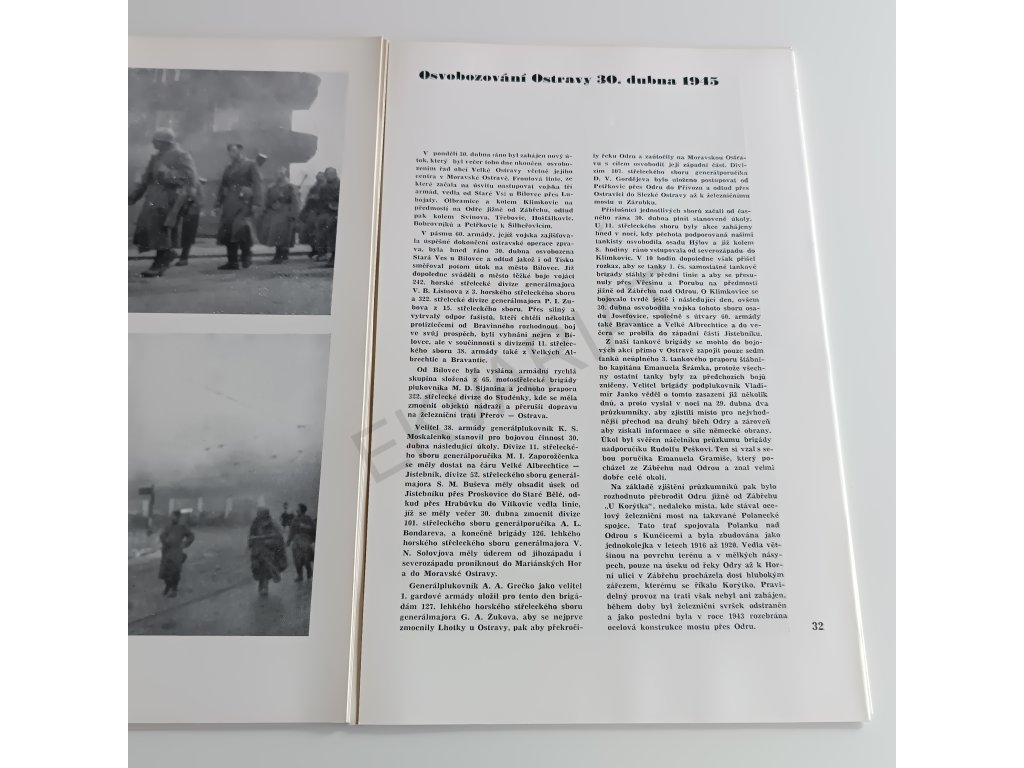 Osvobozování Ostravy 30. dubna 1945
V pondělí 30. dubna ráno byl zahájen nový ú-
tok, který byl večer toho dne ukončen osvobo-
zením řad obcí Velké Ostravy včetně jejího
centra v Moravské Ostravě. Frontová linie, ze
které začala na úsvitu nastupovat vojska tří
armád, vedla od Staré Vsi u Bílovce přes Lu-
bojaty, Olbramice a kolem Klimkovic na
předmostí na Odře jižně od Zábřehu, odtud
pak kolem Svinova, Třebovic, Hošťálkovic,
Bobrovníků a Petřkovic k Šilheřovicím.
V pásmu 60. armády, jejíž vojska zajišťova-
la úspěšné dokončení ostravské operace zpra-
va, byla hned ráno 30. dubna osvobozena
Stará Ves u Bílovce a odtud jakož i od Tísku
směřoval potom útok na město Bílovec. Již
dopoledne sváděli o město těžké boje vojáci
242. horské střelecké divize generálmajora
V. B. Lisinova z 3. horského střeleckého sboru
a 322. střelecké divize generálmajora P. I. Zu-
bova z 15. střeleckého sboru. Přes silný a
vytrvalý odpor fašistů, kteří chtěli několika
protiztečemi od Bravinného rozhodnout boj
ve svůj prospěch, byli vyhnáni nejen z Bí-
lovce, ale v součinnosti s divizemi 11. střelec-
kého sboru 38. armády také z Velkých Al-
brechtic a Bravantic.
Od Bílovce byla vyslána armádní rychlá
skupina složená z 65. motostřelecké brigády
plukovníka M. D. Sijanina a jednoho praporu
322. střelecké divize do Studénky, kde se měla
zmocnit objektů nádraží a přerušit dopravu
na železniční trati Přerov — Ostrava.
Velitel 38. armády generálplukovník K. S.
Moskalenko stanovil pro bojovou činnost 30.
dubna následující úkoly. Divize 11. střelecké-
ho sboru generálporučíka M. I. Zaporožčenka
se měly dostat na čáru Velké Albrechtice —
Jistebník, divize 52. střeleckého sboru generál-
majora S. M. Buševa měly obsadit úsek od
Jistebníku přes Proskovice do Staré Bělé, od-
kud přes Hrabůvku do Vítkovic vedla linie,
jíž se měly večer 30. dubna zmocnit divize
101. střeleckého sboru generálporučíka A. L.
Bondareva, a konečně brigády 126. lehkého
horského střeleckého sboru generálmajora V.
N. Solovjova měly úderem od jihozápadu i
severozápadu proniknout do Mariánských Hor
a do Moravské Ostravy.
Generálplukovník A. A. Grečko jako velitel
1. gardové armády uložil pro tento den brigá-
dám 127. lehkého horského střeleckého sboru
generálmajora G. A. Žukova, aby se nejprve
zmocnily Lhotky u Ostravy, pak aby překroči-
ly řeku Odru a zaútočily na Moravskou Ostra-
vu s cílem osvobodit její západní část. Divi-
zím 107. střeleckého sboru generálporučíka
D. V. Gordějeva bylo uloženo postupovat od
Petřkovic přes Odru do Přívozu a odtud přes
Ostravici do Slezské Ostravy až k železničnímu
mostu u Zárubku.
Příslušníci jednotlivých sborů začali od čas-
ného rána 30. dubna plnit stanovené úkoly.
U 11. střeleckého sboru byly akce zahájeny
hned v noci, kdy pěchota podporovaná našimi
tankisty osvobodila osadu Hýlov a již kolem
8. hodiny ráno vstupovala od severozápadu do
Klimkovic. V 10 hodin dopoledne však přišel
rozkaz, aby se tanky 1. čs. samostatné tankové
brigády stáhly z přední linie a aby se přesu-
nuly přes Vřesinu a Porubu na předmostí
jižně od Zábřehu nad Odrou. O Klimkovice se
bojovalo tvrdě ještě i následující den, ovšem
30. dubna osvobodila vojska tohoto sboru osa-
du Josefovice, společně s útvary 60. armády
také Bravantice a Velké Albrechtice a do ve-
čera se probila do západní části Jistebníku.
Z naší tankové brigády se mohlo do bojo-
vých akcí přímo v Ostravě zapojit pouze sedm
tanků neúplného 3. tankového praporu štábní-
ho kapitána Emanuela Šrámka, protože všech-
ny ostatní tanky byly za předchozích bojů
zničeny. Velitel brigády podplukovník Vladi-
mír Janko věděl o tomto zasazení již několik
dnů, a proto vyslal v noci na 29. dubna dva
průzkumníky, aby zjistili místo pro nejvhod-
nější přechod na druhý břeh Odry a zároveň
aby získali informace o síle německé obrany.
Úkol byl svěřen náčelníku průzkumu brigády
nadporučíku Rudolfu Peškovi. Ten si vzal s se-
bou poručíka Emanuela Gramiše, který po-
cházel ze Zábřehu nad Odrou a znal velmi
dobře celé okolí.
Na základě zjištění průzkumníků pak bylo
rozhodnuto přebrodit Odru jižně od Zábřehu
„U Korýtka“, nedaleko místa, kde stával oce-
lový železniční most na takzvané Polanecké
spojce. Tato trať spojovala Polanku nad
Odrou s Kunčicemi a byla zbudována jako
jednokolejka v letech 1916 až 1920. Vedla vět-
šinou na povrchu terénu a v mělkých násy-
pech, pouze na úseku od řeky Odry až k Hor-
ní ulici v Zábřehu procházela dost hlubokým
zářezem, kterému se říkalo Korýtko. Pravi-
delný provoz na trati však nebyl ani zahájen,
během doby byl železniční svršek odstraněn
a jako poslední byla v roce 1943 rozebrána
ocelová konstrukce mostu přes Odru.
32